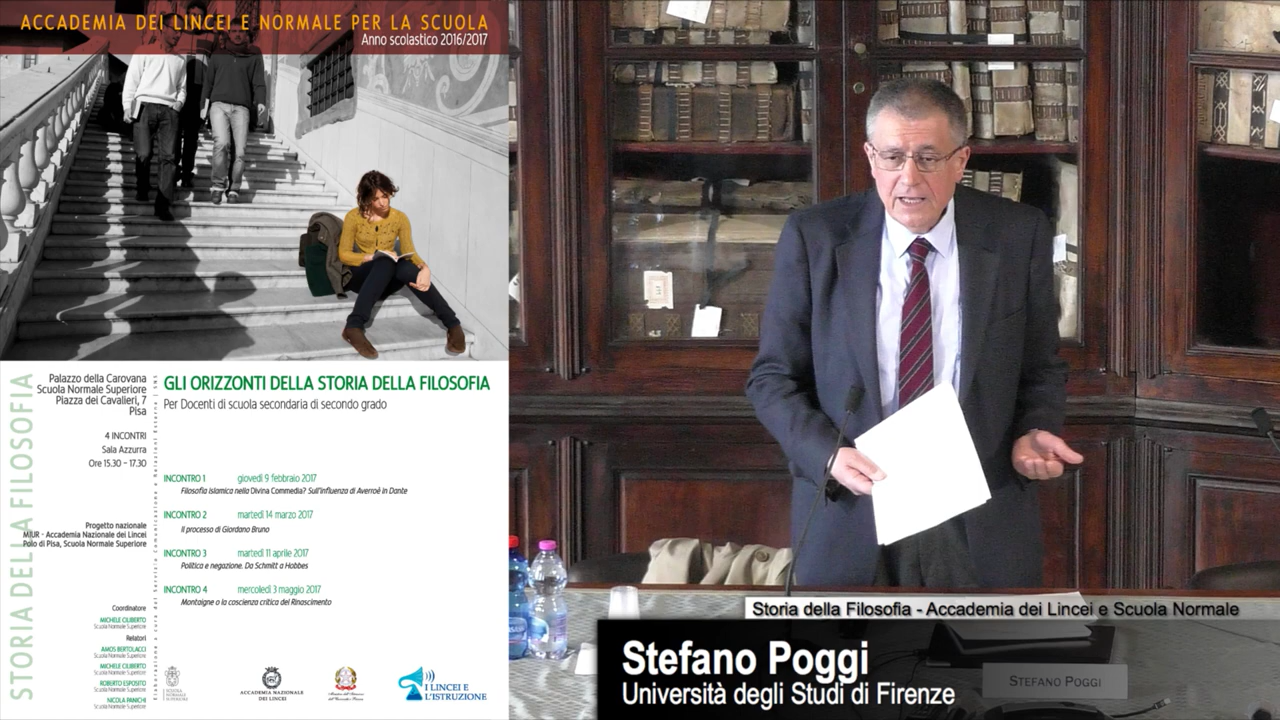 ACCADEMIA DEI LINCEI E NORMALE PER LA SCUOLA
Anno scolastico 2016/2017
STORIA DELLA FILOSOFIA
Palazzo della Carovana
Scuola Normale Superiore
Piazza dei Cavalieri, 7
Pisa
4 INCONTRI
Sala Azzurra
Ore 15.30 – 17.30
Progetto nazionale
MIUR - Accademia Nazionale dei Lincei
Polo di Pisa, Scuola Normale Superiore
Coordinatore
MICHELE CILIBERTO
Scuola Normale Superiore
Relatori
AMOS BERTOLACCI
Scuola Normale Superiore
MICHELE CILIBERTO
Scuola Normale Superiore
ROBERTO ESPOSITO
Scuola Normale Superiore
NICOLA PANICHI
Scuola Normale Superiore
GLI ORIZZONTI DELLA STORIA DELLA FILOSOFIA
Per Docenti di scuola secondaria di secondo grado
INCONTRO 1 giovedì 9 febbraio 2017
Filosofia islamica nella Divina Commedia? Sull'influenza di Averroè in Dante
INCONTRO 2 martedì 14 marzo 2017
Il processo di Giordano Bruno
INCONTRO 3 martedì 11 aprile 2017
Politica e negazione. Da Schmitt a Hobbes
INCONTRO 4 mercoledì 3 maggio 2017
Montaigne o la coscienza critica del Rinascimento
SCUOLA
NORMALE
SUPERIORE
ACCADEMIA NAZIONALE
DEI LINCEI
I LINCEI E
L'ISTRUZIONE
Storia della Filosofia - Accademia dei Lincei e Scuola Normale
Stefano Poggi
Università degli Studi di Firenze
STEFANO POGGI